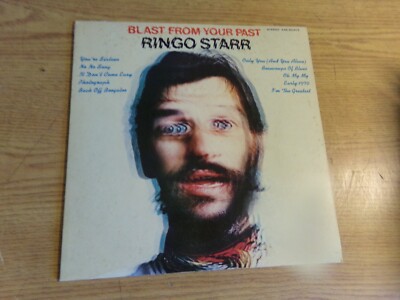 BLAST FROM YOUR PAST
RINGO STARR
STEREO
You're Sixteen
No No Song
It Don't Come Easy
Photograph
Back Off Boogaloo
Only You (And You Alone)
Beaucoups Of Blues
Oh My My
Early 1970
I'm The Greatest